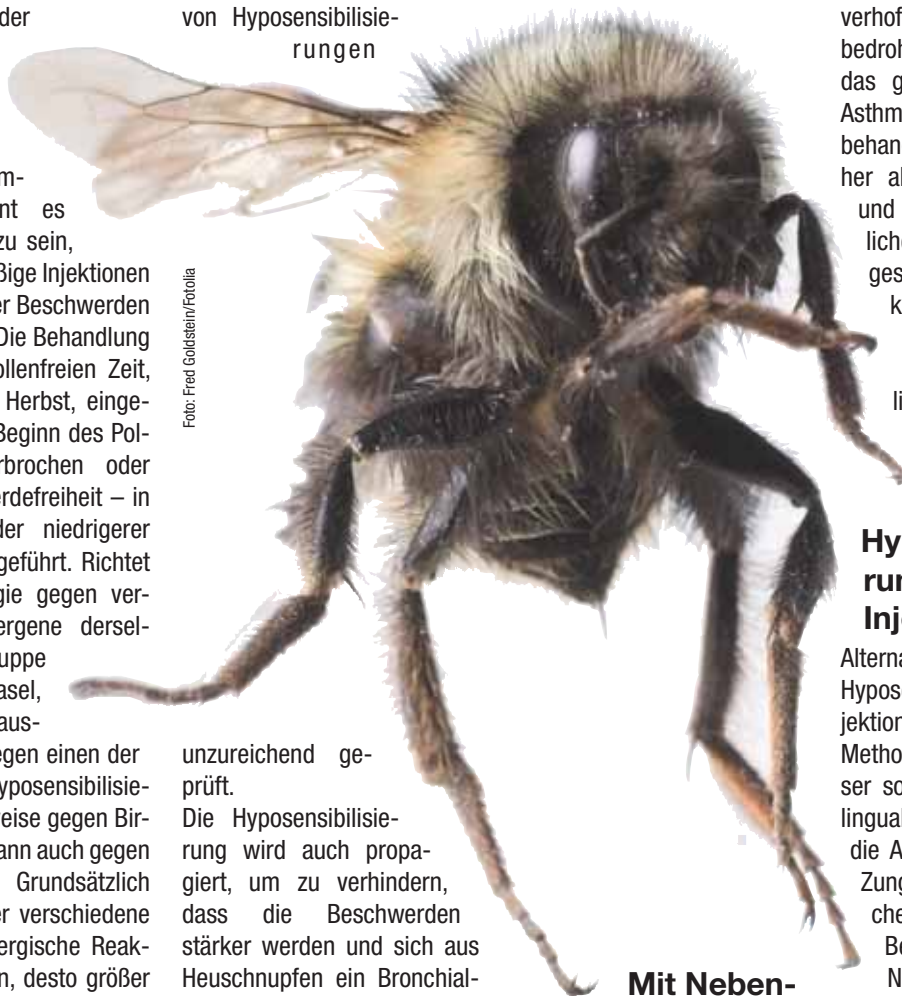 der
m-
nt es
zu sein,
ßige Injektionen
er Beschwerden
Die Behandlung
ollenfreien Zeit,
Herbst, einge-
Beginn des Pol-
rbrochen oder
rdefreiheit – in
der niedrigerer
geführt. Richtet
gie gegen ver-
ergene dersel-
uppe
asel,
aus-
egen einen der
yposensibilisie-
eise gegen Bir-
ann auch gegen
Grundsätzlich
er verschiedene
ergische Reak-
n, desto größer
von Hyposensibilisie-
rungen
Foto: Fred Goldstein/Fotolia
unzureichend ge-
prüft.
Die Hyposensibilisie-
rung wird auch propa-
giert, um zu verhindern,
dass die Beschwerden
stärker werden und sich aus
Heuschnupfen ein Bronchial-
Mit Neben-
verhof
bedroh
das g
Asthm
behan
her al
und
liche
ges
k
li
Hy
run
Inj
Alterna
Hypose
jektion
Metho
ser so
lingual
die A
Zung
che
Be
N